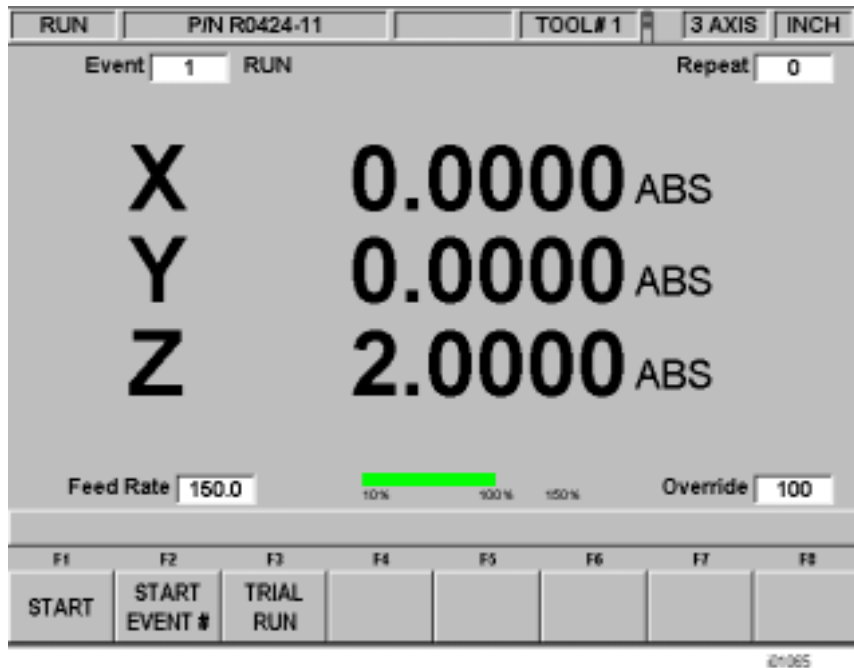 RUN P/N R0424-11 TOOL# 1 3 AXIS INCH
Event 1 RUN Repeat 0
X 0.0000 ABS
Y 0.0000 ABS
Z 2.0000 ABS
Feed Rate 150.0 10% 100% 150% Override 100
F1 F2 F3 F4 F5 F6 F7 F8
START START EVENT # TRIAL RUN
i01065